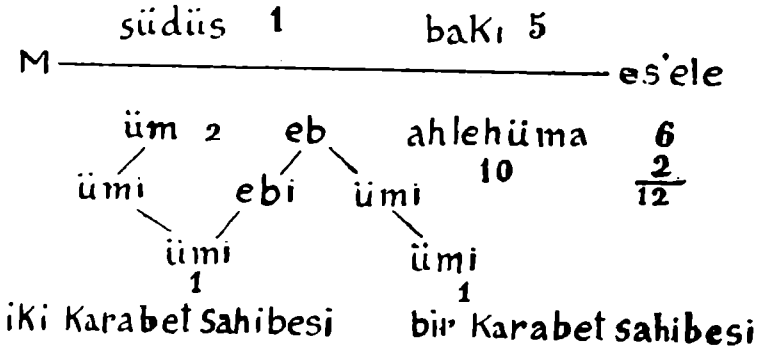 südüs 1 bakı 5
M es'ele
üm 2 eb ahlehüma 6
ümi ebi ümi 10 2
12
ümi ümi
1 1
iki Karabet Sahibesi bir Karabet sahibesi